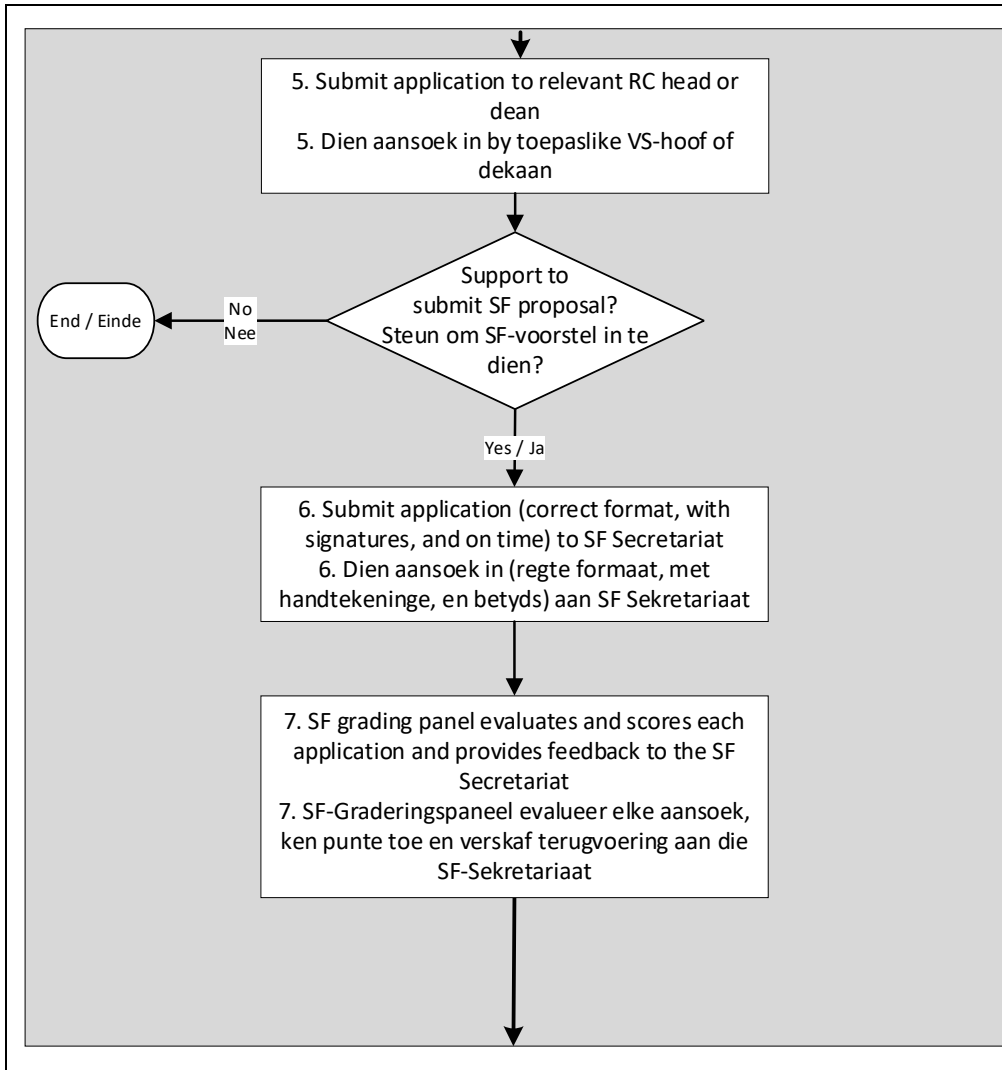 5. Submit application to relevant RC head or
dean
5. Dien aansoek in by toepaslike VS-hoof of
dekaan
Support to
submit SF proposal?
Steun om SF-voorstel in te
dien?
No
Nee
End / Einde
Yes / Ja
6. Submit application (correct format, with
signatures, and on time) to SF Secretariat
6. Dien aansoek in (regte formaat, met
handtekeninge, en betyds) aan SF Sekretariaat
7. SF grading panel evaluates and scores each
application and provides feedback to the SF
Secretariat
7. SF-Graderingspaneel evalueer elke aansoek,
ken punte toe en verskaf terugvoering aan die
SF-Sekretariaat